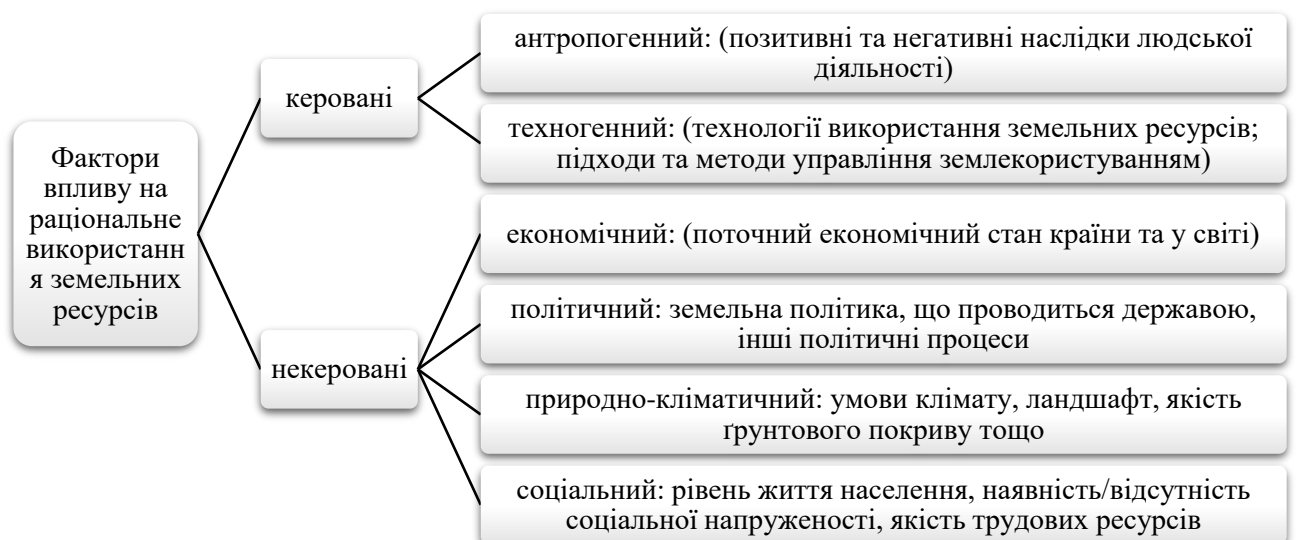 Фактори
впливу на
раціональне
використанн
я земельних
ресурсів
керовані
антропогенний: (позитивні та негативні наслідки людської
діяльності)
техногенний: (технології використання земельних ресурсів;
підходи та методи управління землекористуванням)
некеровані
економічний: (поточний економічний стан країни та у світі)
політичний: земельна політика, що проводиться державою,
інші політичні процеси
природно-кліматичний: умови клімату, ландшафт, якість
ґрунтового покриву тощо
соціальний: рівень життя населення, наявність/відсутність
соціальної напруженості, якість трудових ресурсів